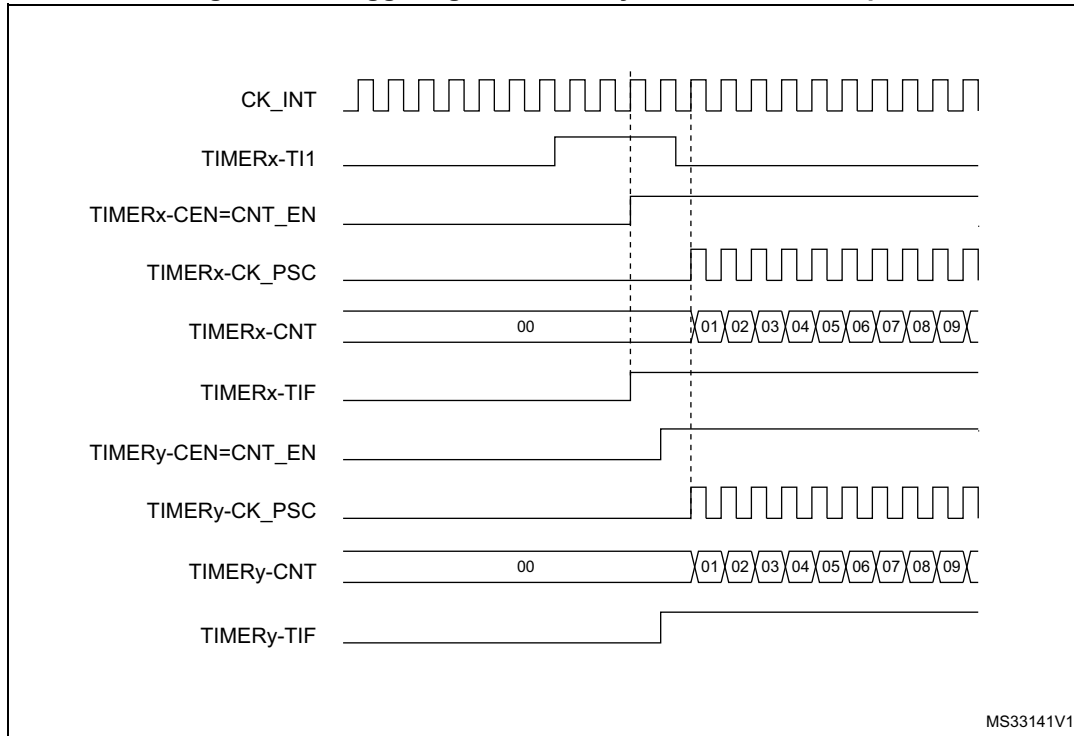 CK_INT
TIMERx-TI1
TIMERx-CEN=CNT_EN
TIMERx-CK_PSC
TIMERx-CNT 00 01 02 03 04 05 06 07 08 09
TIMERx-TIF
TIMERy-CEN=CNT_EN
TIMERy-CK_PSC
TIMERy-CNT 00 01 02 03 04 05 06 07 08 09
TIMERy-TIF
MS33141V1